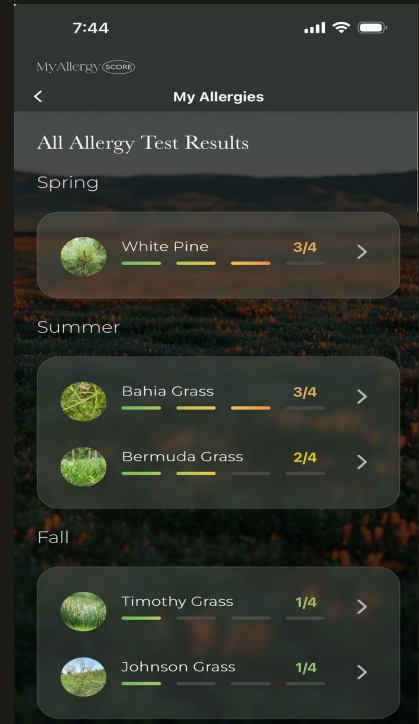 7:44
MyAllergy SCORE
My Allergies
All Allergy Test Results
Spring
White Pine 3/4
Summer
Bahia Grass 3/4
Bermuda Grass 2/4
Fall
Timothy Grass 1/4
Johnson Grass 1/4